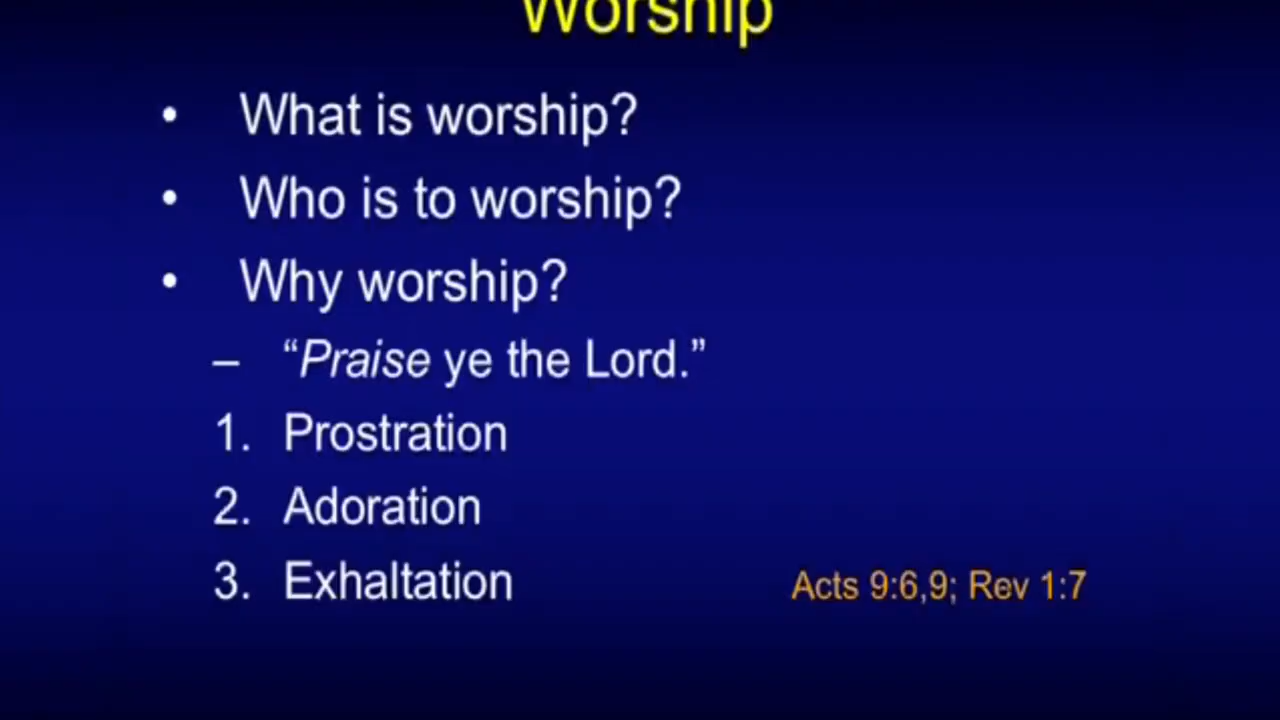 Worship
• What is worship?
• Who is to worship?
• Why worship?
– “Praise ye the Lord.”
1. Prostration
2. Adoration
3. Exhaltation Acts 9:6,9; Rev 1:7